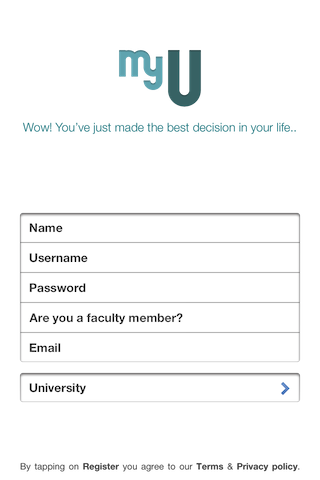 myU
Wow! You've just made the best decision in your life..
Name
Username
Password
Are you a faculty member?
Email
University
By tapping on Register you agree to our Terms & Privacy policy.